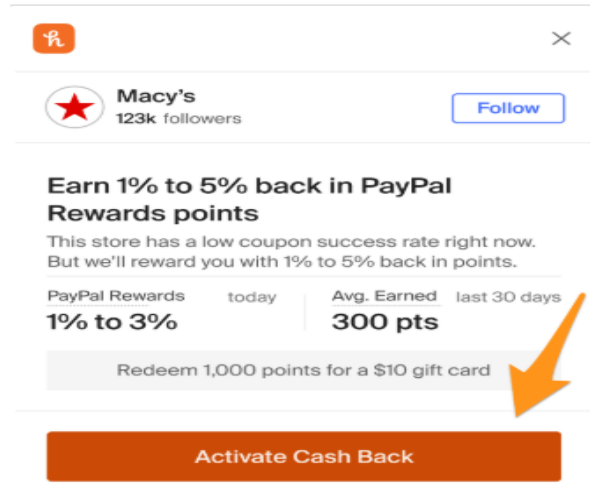 h
Macy's
123k followers
Follow
Earn 1% to 5% back in PayPal
Rewards points
This store has a low coupon success rate right now.
But we'll reward you with 1% to 5% back in points.
PayPal Rewards today
1% to 3%
Avg. Earned last 30 days
300 pts
Redeem 1,000 points for a $10 gift card
Activate Cash Back